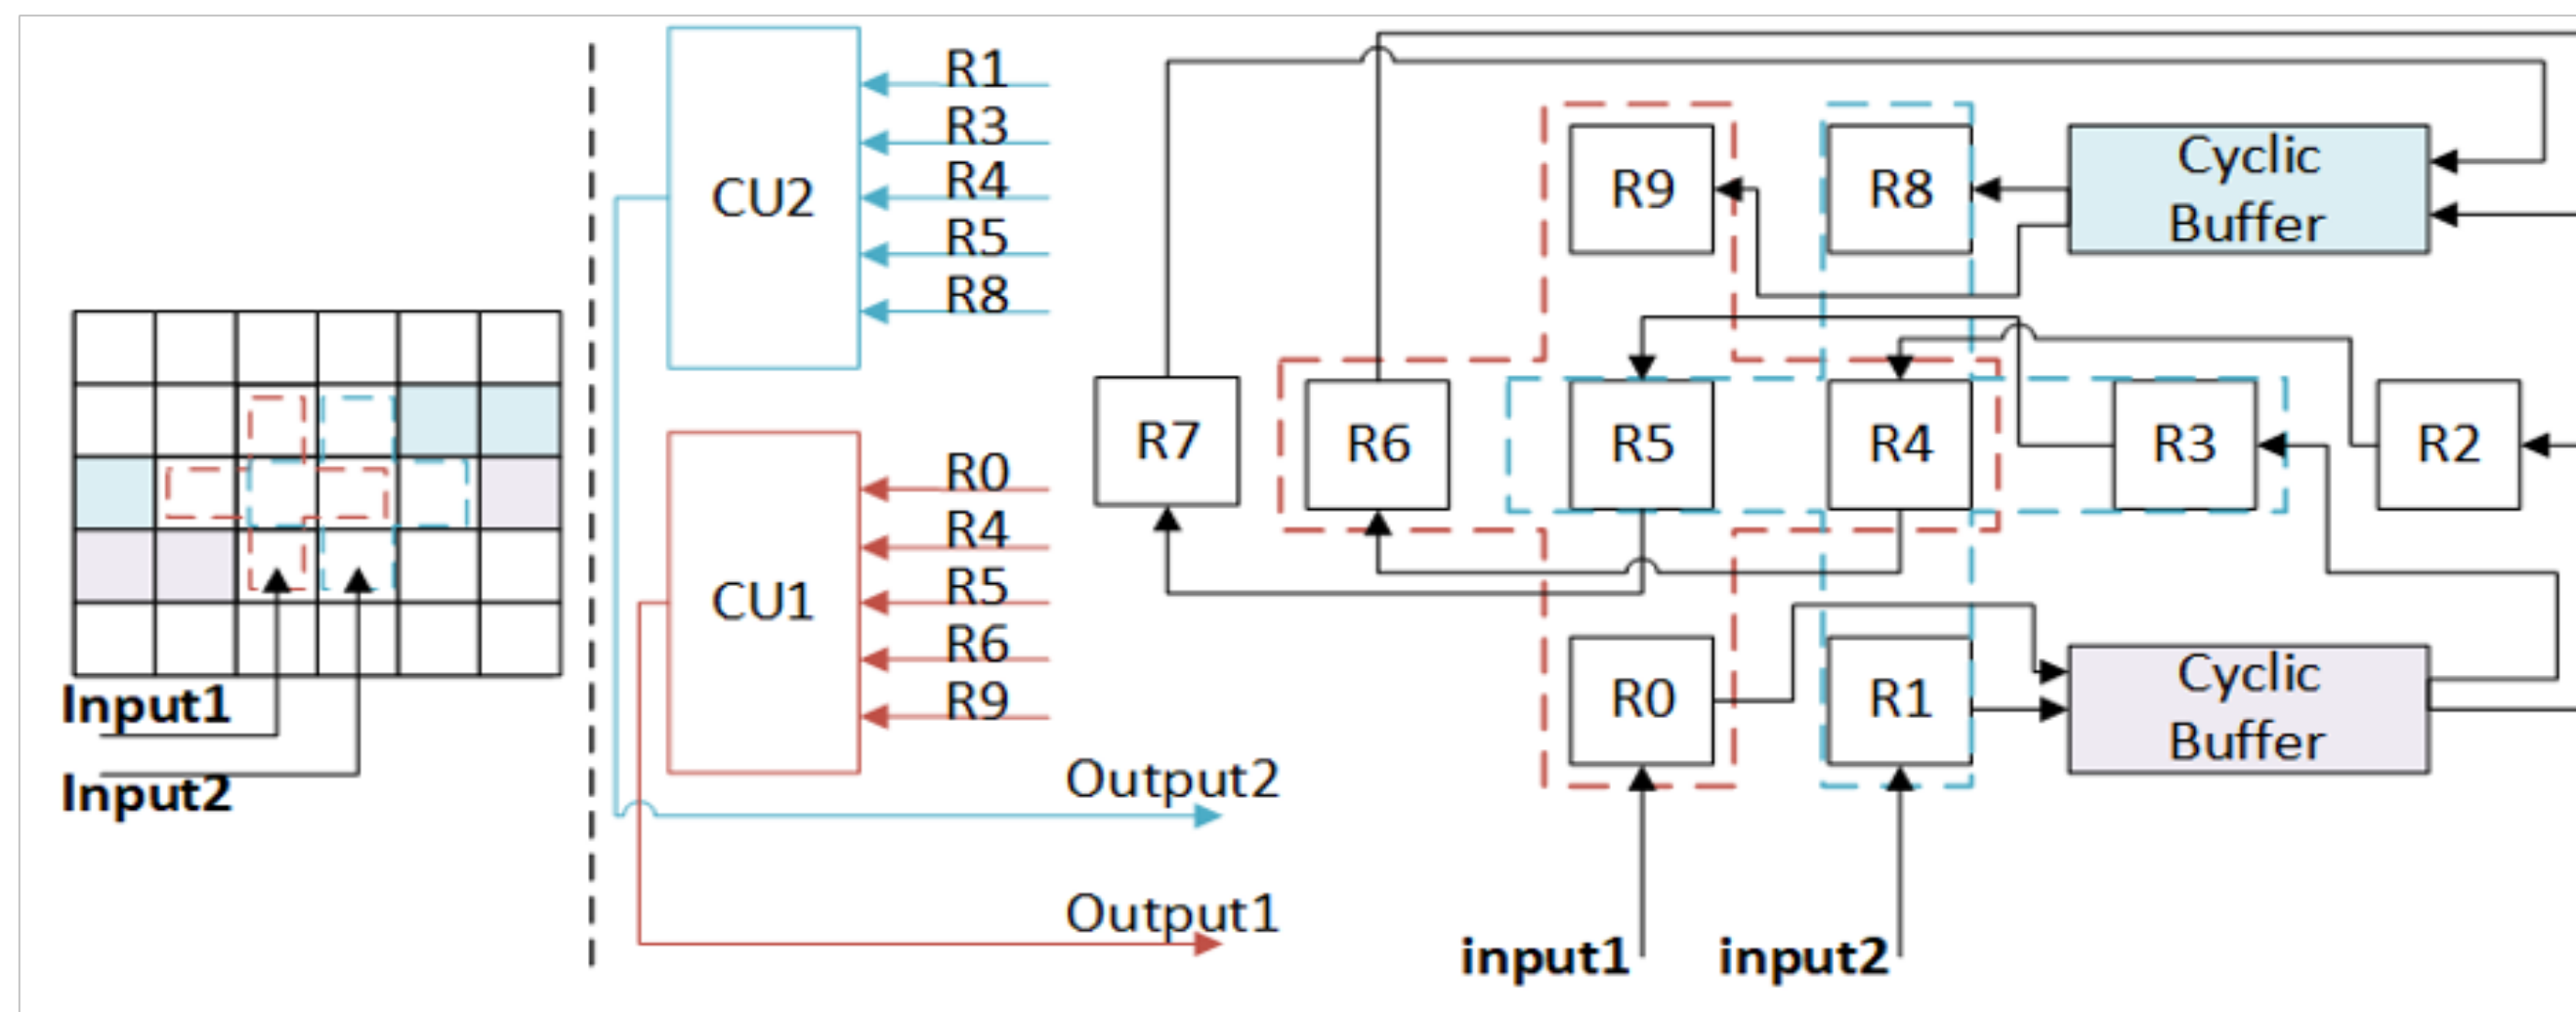 Input1
Input2
CU2
R1
R3
R4
R5
R8
CU1
R0
R4
R5
R6
R9
Output2
Output1
R9
R8
Cyclic
Buffer
R7
R6
R5
R4
R3
R2
R0
R1
Cyclic
Buffer
input1
input2